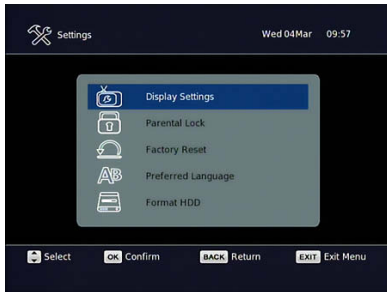 Settings
Wed 04Mar 09:57
Display Settings
Parental Lock
Factory Reset
AB Preferred Language
Format HDD
Select OK Confirm BACK Return EXIT Exit Menu